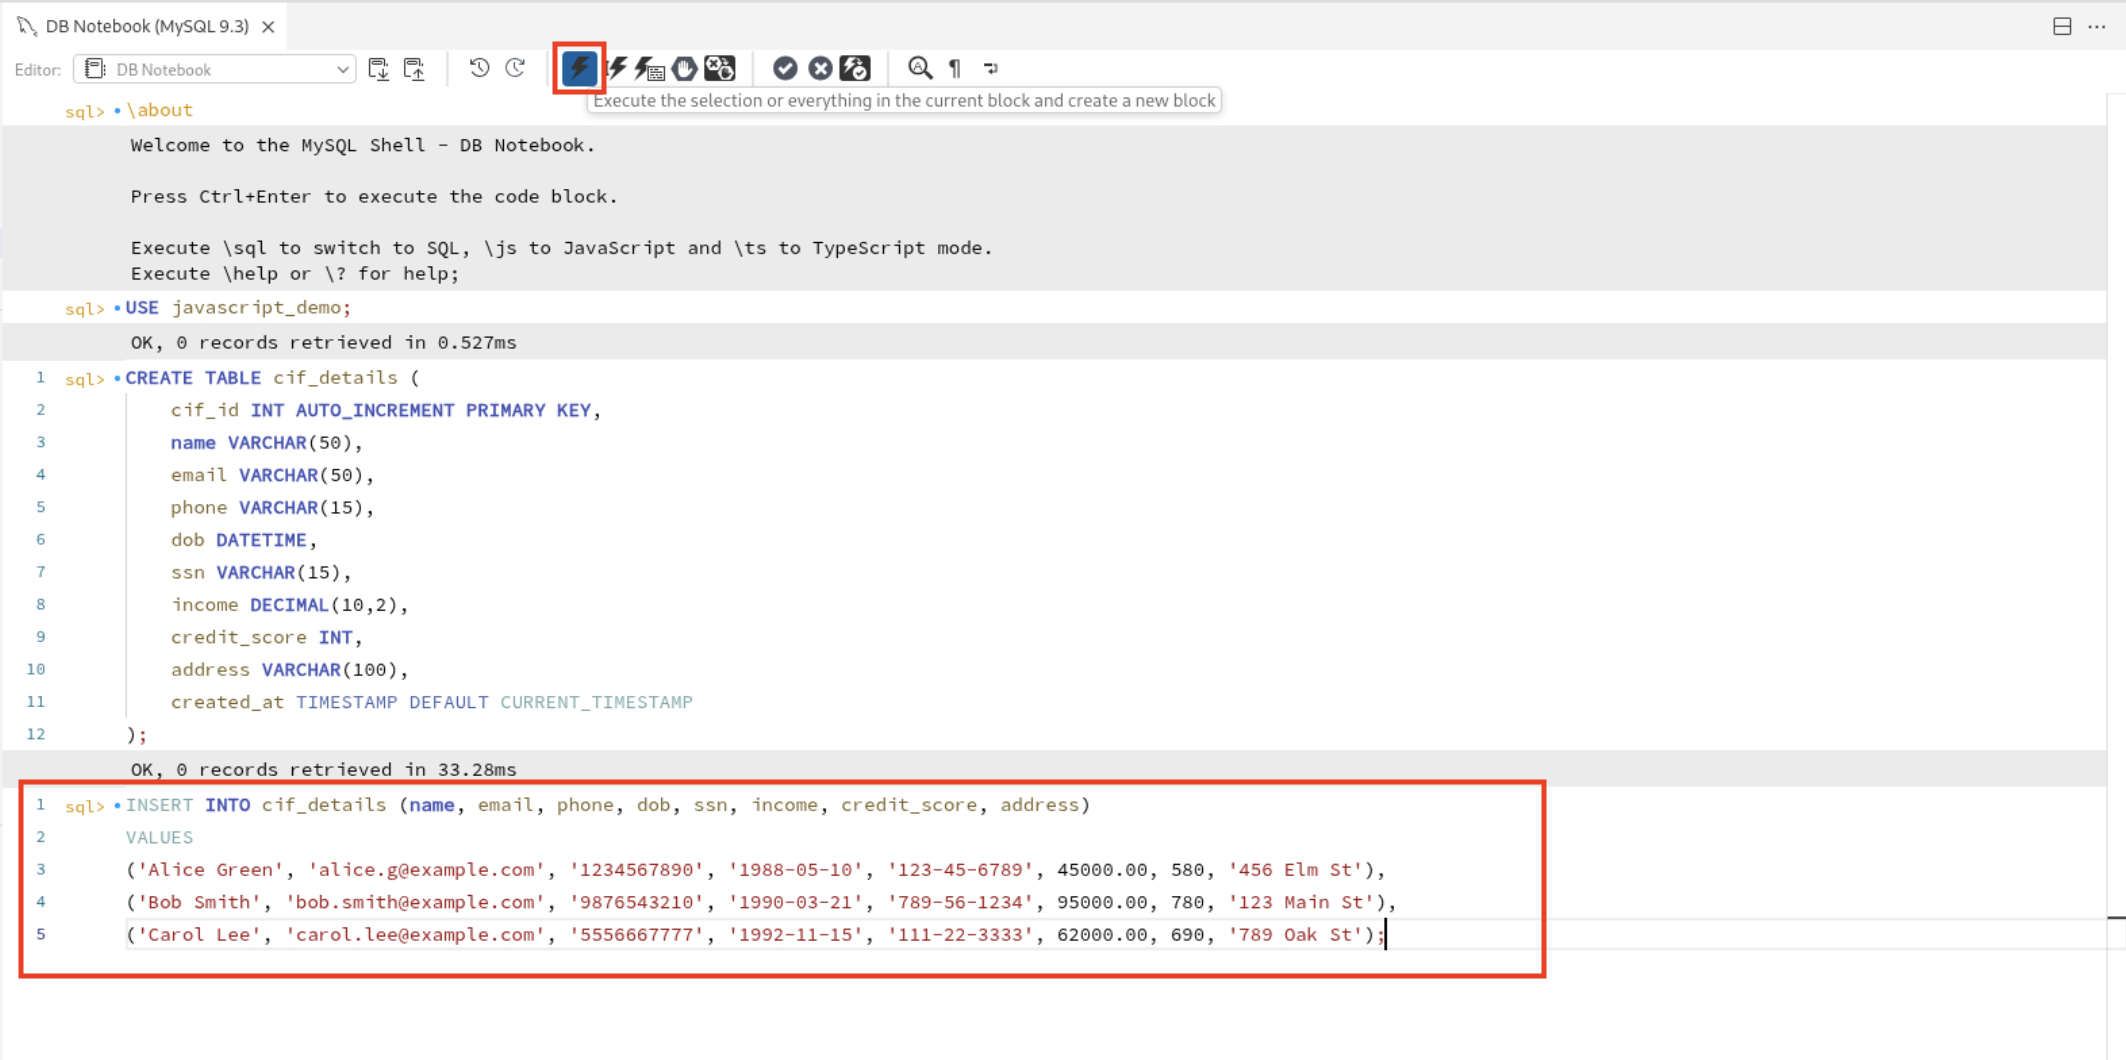 DB Notebook (MySQL 9.3)
Editor: DB Notebook
Execute the selection or everything in the current block and create a new block
sql> \about
Welcome to the MySQL Shell - DB Notebook.
Press Ctrl+Enter to execute the code block.
Execute \sql to switch to SQL, \js to JavaScript and \ts to TypeScript mode.
Execute \help or \? for help;
sql> USE javascript_demo;
OK, 0 records retrieved in 0.527ms
1 sql> CREATE TABLE cif_details (
2 cif_id INT AUTO_INCREMENT PRIMARY KEY,
3 name VARCHAR(50),
4 email VARCHAR(50),
5 phone VARCHAR(15),
6 dob DATETIME,
7 ssn VARCHAR(15),
8 income DECIMAL(10,2),
9 credit_score INT,
10 address VARCHAR(100),
11 created_at TIMESTAMP DEFAULT CURRENT_TIMESTAMP
12 );
OK, 0 records retrieved in 33.28ms
1 sql> INSERT INTO cif_details (name, email, phone, dob, ssn, income, credit_score, address)
2 VALUES
3 ('Alice Green', 'alice.g@example.com', '1234567890', '1988-05-10', '123-45-6789', 45000.00, 580, '456 Elm St'),
4 ('Bob Smith', 'bob.smith@example.com', '9876543210', '1990-03-21', '789-56-1234', 95000.00, 780, '123 Main St'),
5 ('Carol Lee', 'carol.lee@example.com', '5556667777', '1992-11-15', '111-22-3333', 62000.00, 690, '789 Oak St');